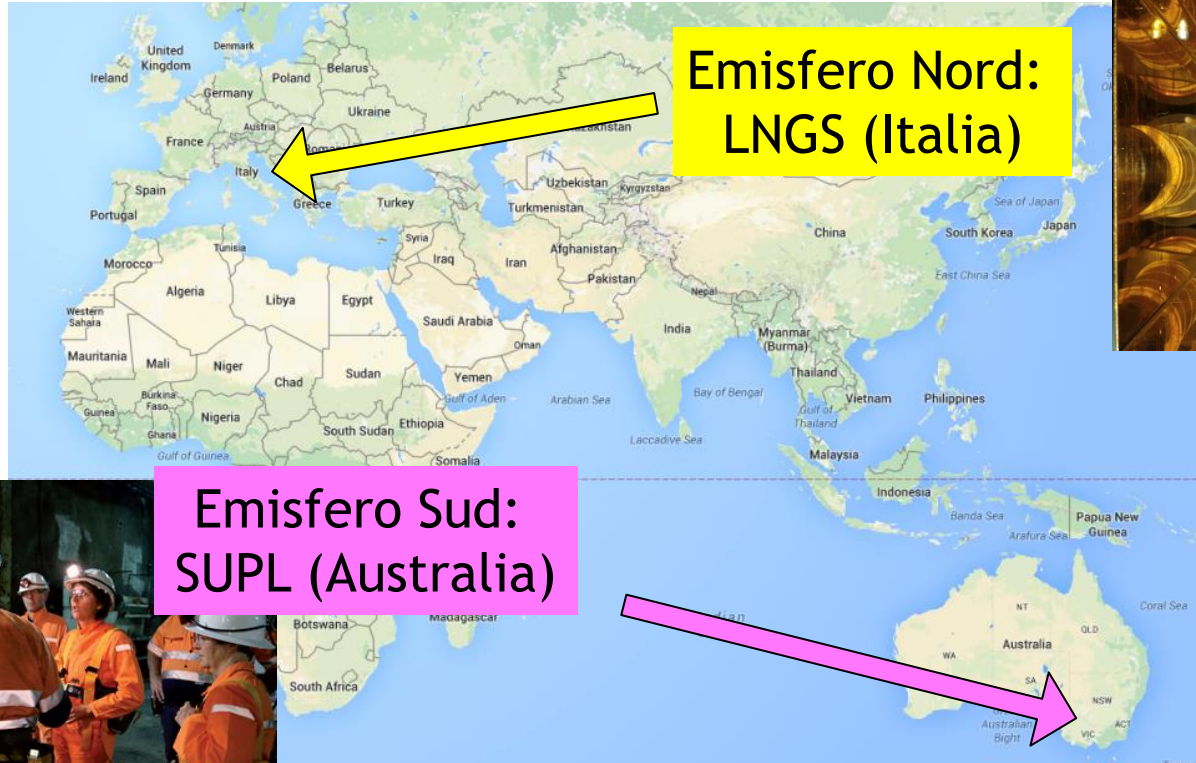 Emisfero Nord:
LNGS (Italia)
Emisfero Sud:
SUPL (Australia)
United
Kingdom
Denmark
Ireland
Poland
Belarus
Germany
Ukraine
Austria
France
Italy
Spain
Greece
Turkey
Portugal
Uzbekistan
Kyrgyzstan
Turkmenistan
Sea of Japan
South Korea
Japan
China
Tunisia
Syria
Iraq
Iran
Afghanistan
Pakistan
Morocco
East China Sea
Algeria
Libya
Egypt
Nepal
Western
Sahara
Saudi Arabia
India
Myanmar
(Burma)
Oman
Mauritania
Mali
Niger
Chad
Sudan
Yemen
Thailand
Gulf of Aden
Arabian Sea
Bay of Bengal
Vietnam
Philippines
Burkina
Faso
Guinea
Nigeria
Ghana
South Sudan
Ethiopia
Gulf of
Thailand
Laccadive Sea
Gulf of Guinea
Somalia
Malaysia
Indonesia
Banda Sea
Papua New
Guinea
Arafura Sea
Botswana
Madagascar
South Africa
NT
QLD
Coral Sea
Australia
WA
SA
NSW
ACT
VIC
Australian
Bight